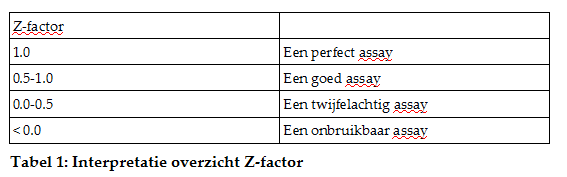 Z-factor
1.0 Een perfect assay
0.5-1.0 Een goed assay
0.0-0.5 Een twijfelachtig assay
< 0.0 Een onbruikbaar assay
Tabel 1: Interpretatie overzicht Z-factor